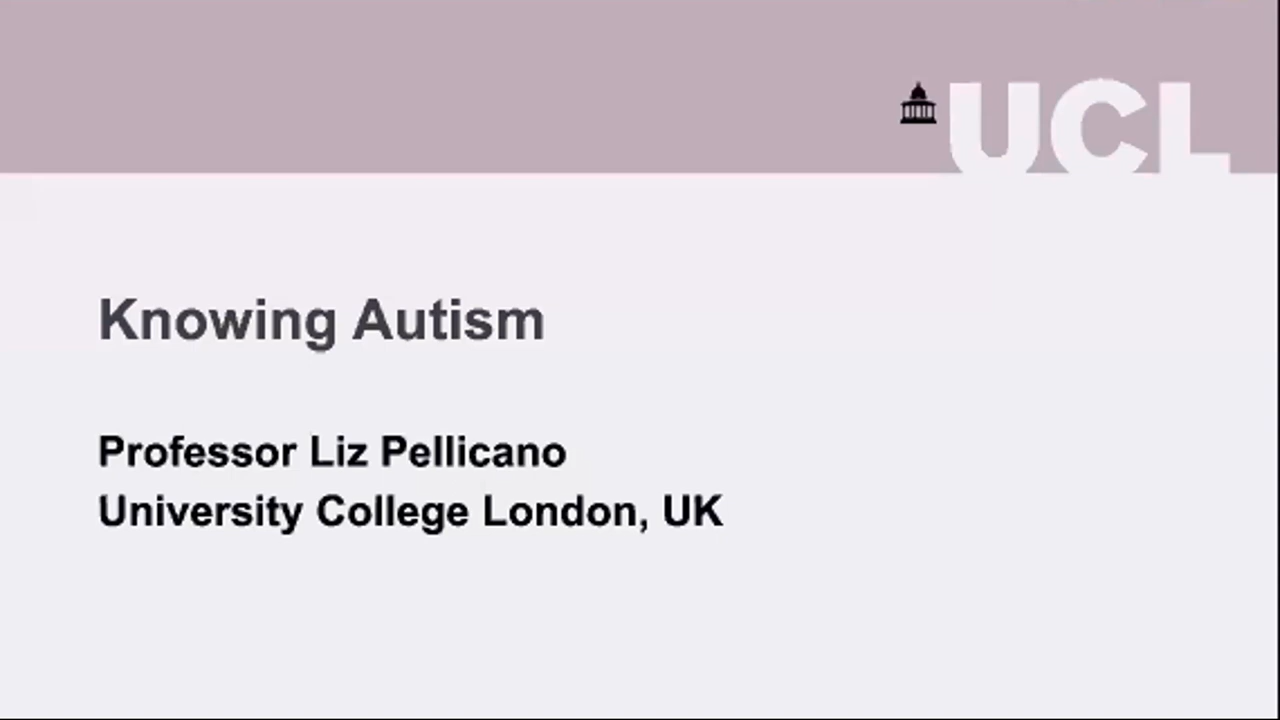 UCL
Knowing Autism
Professor Liz Pellicano
University College London, UK